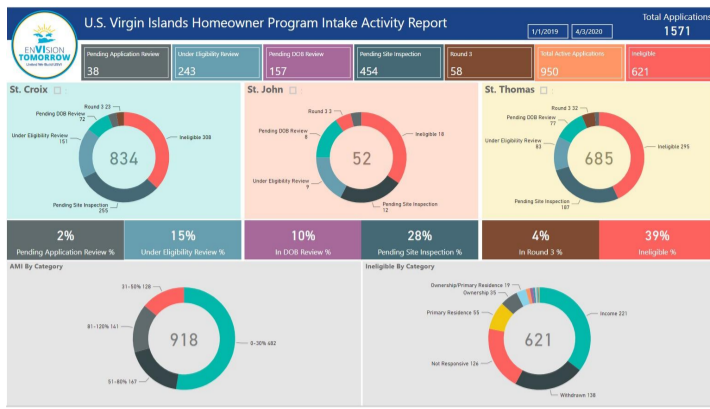 U.S. Virgin Islands Homeowner Program Intake Activity Report
1/1/2019
4/3/2020
Total Applications
1571
ENVISION
TOMORROW
Pending Application Review
38
Under Eligibility Review
243
Pending DOB Review
157
Pending Site Inspection
454
Round 3
58
Total Active Applications
950
Ineligible
621
St. Croix
Round 3 23
Pending DOB Review
72
Under Eligibility Review
151
Ineligible 308
834
Pending Site Inspection
255
St. John
Round 3 3
Pending DOB Review
8
Ineligible 18
52
Under Eligibility Review
9
Pending Site Inspection
12
St. Thomas
Round 3 32
Pending DOB Review
77
Under Eligibility Review
83
Ineligible 295
685
Pending Site Inspection
187
2%
Pending Application Review %
15%
Under Eligibility Review %
10%
In DOB Review %
28%
Pending Site Inspection %
4%
In Round 3 %
39%
Ineligible %
AMI By Category
31-50% 128
81-120% 141
918
0-30% 482
51-80% 167
Ineligible By Category
Ownership/Primary Residence 19
Ownership 35
Income 221
Primary Residence 55
621
Not Responsive 126
Withdrawn 138